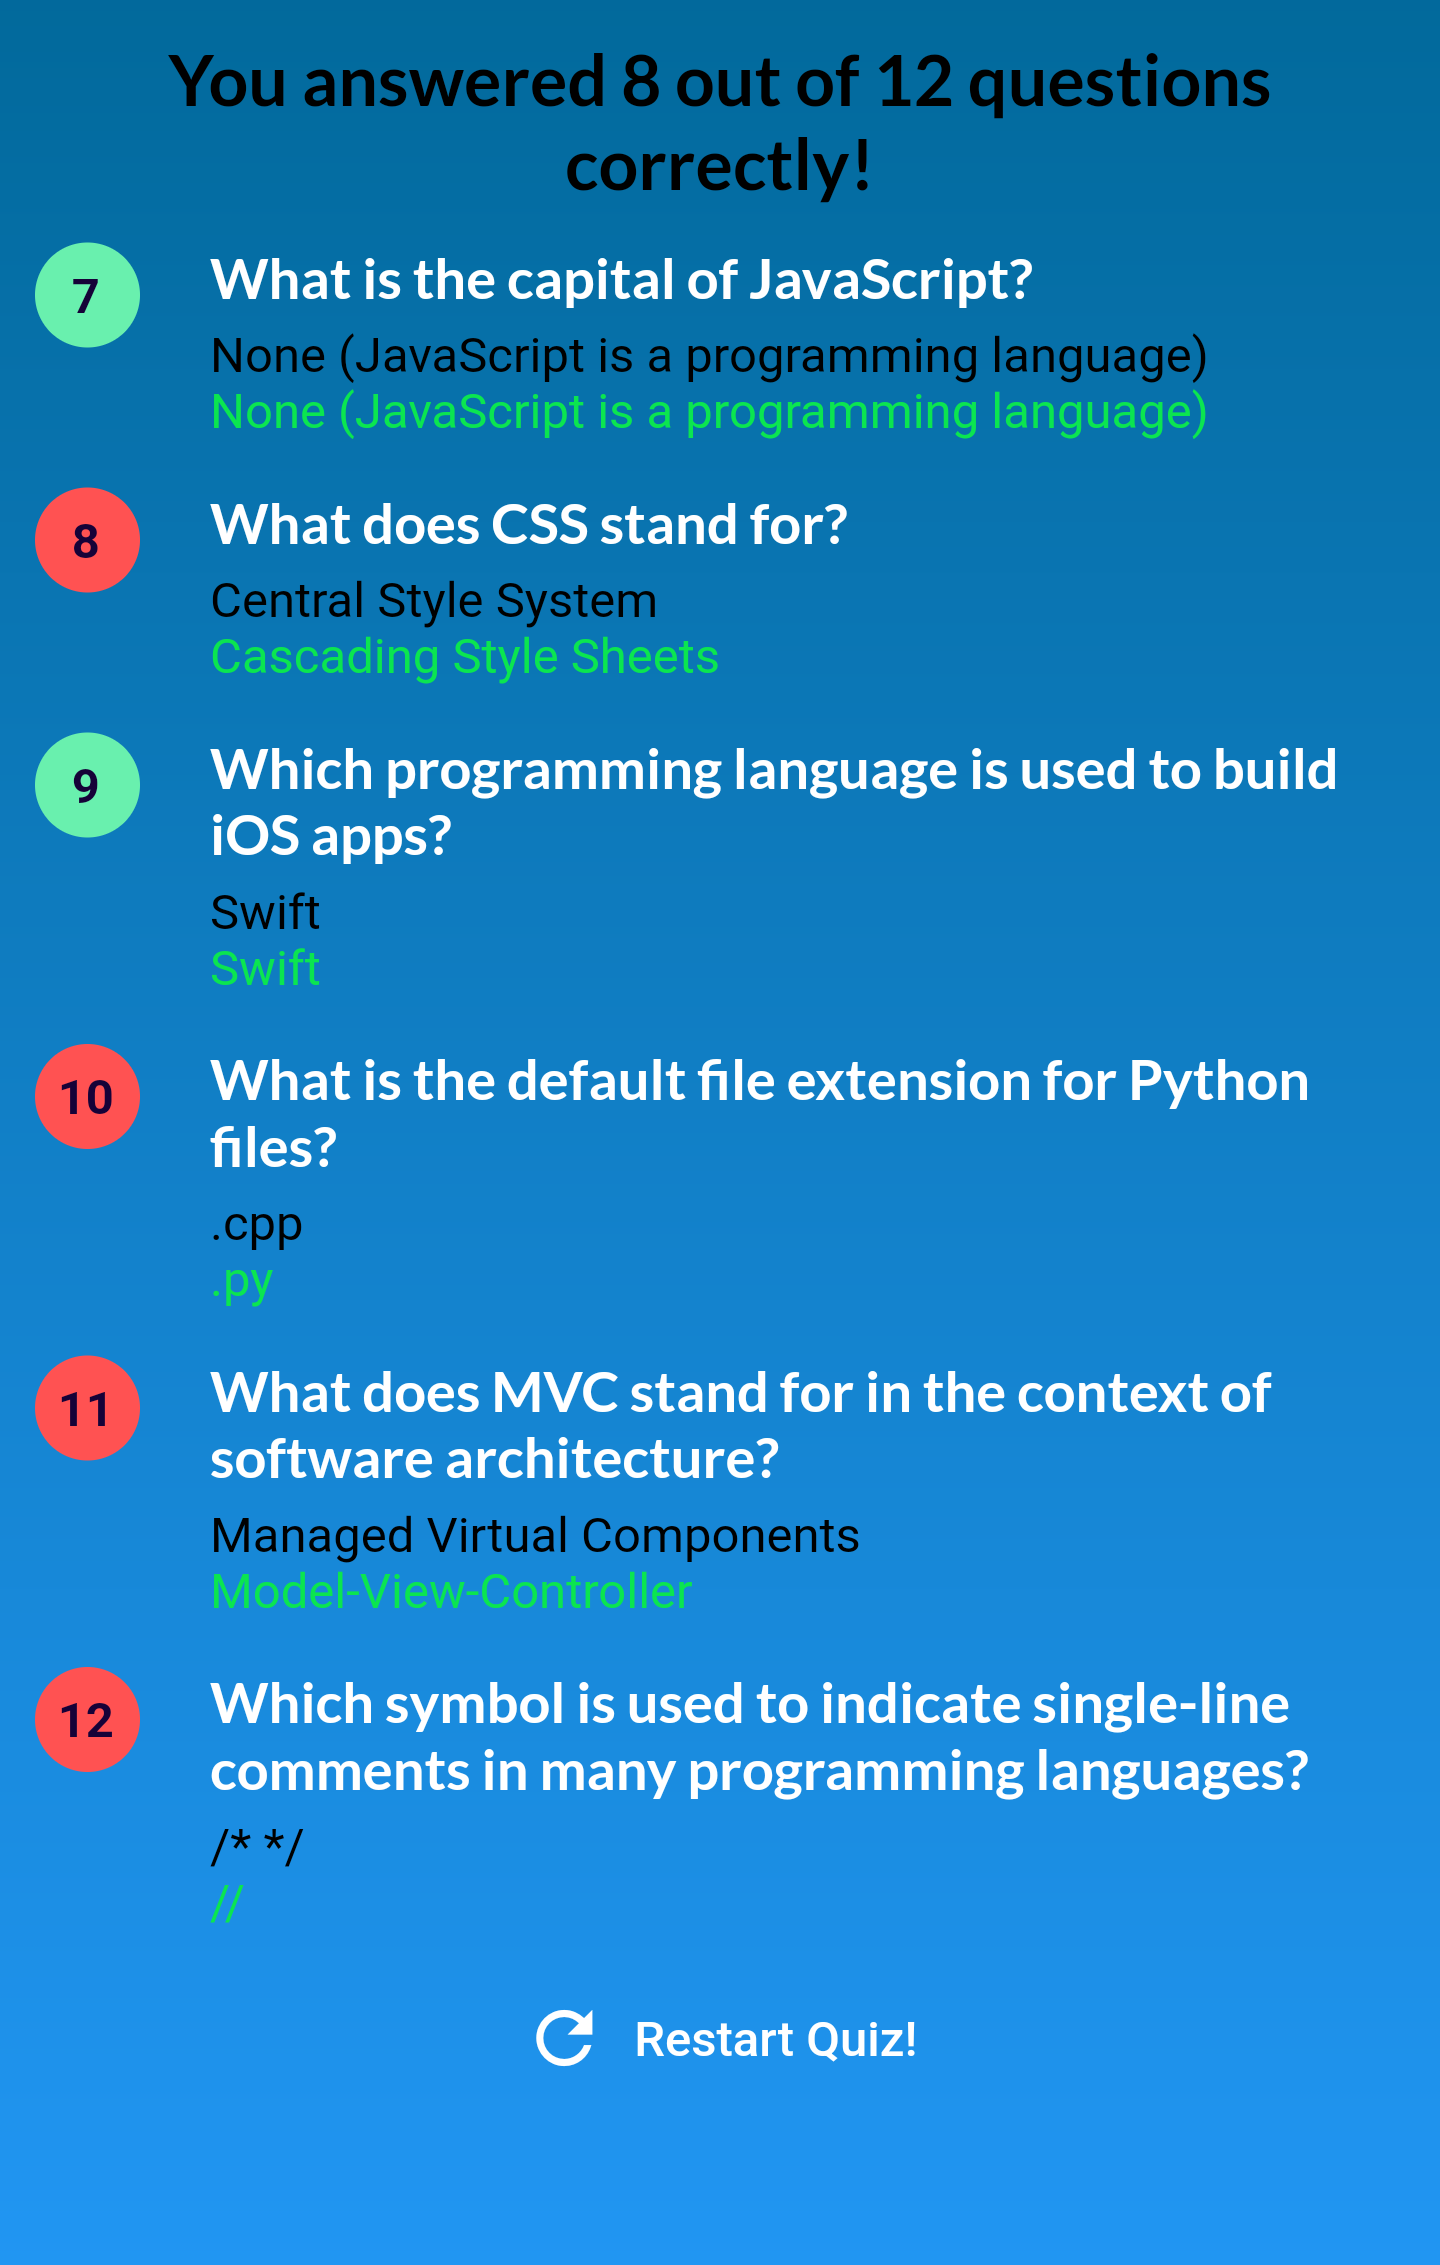 You answered 8 out of 12 questions
correctly!
7
What is the capital of JavaScript?
None (JavaScript is a programming language)
None (JavaScript is a programming language)
8
What does CSS stand for?
Central Style System
Cascading Style Sheets
9
Which programming language is used to build
iOS apps?
Swift
Swift
10
What is the default file extension for Python
files?
.cpp
.py
11
What does MVC stand for in the context of
software architecture?
Managed Virtual Components
Model-View-Controller
12
Which symbol is used to indicate single-line
comments in many programming languages?
/* */
//
Restart Quiz!